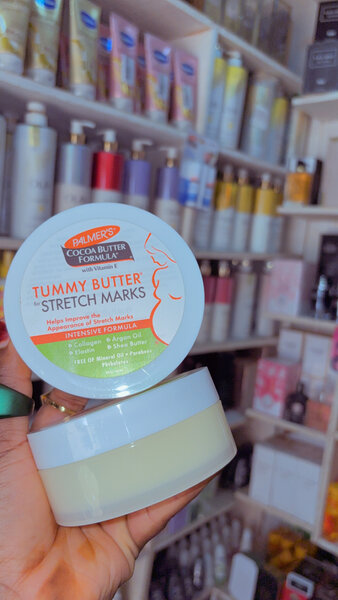 PALMER'S®
COCOA BUTTER
FORMULA®
with Vitamin E
TUMMY BUTTER®
for STRETCH MARKS
Helps Improve the
Appearance of Stretch Marks
INTENSIVE FORMULA
Collagen Argan Oil
Elastin Shea Butter
FREE OF Mineral Oil • Parabens
Phthalates
Vaseline